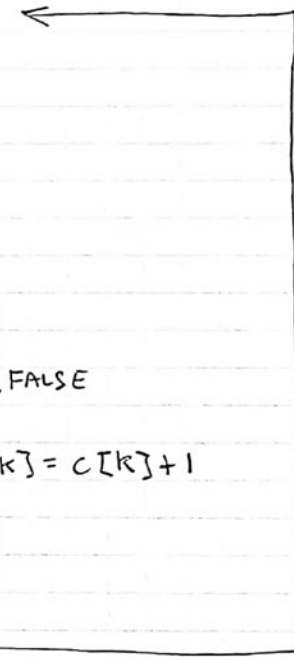 FALSE
k] = c[k]+1